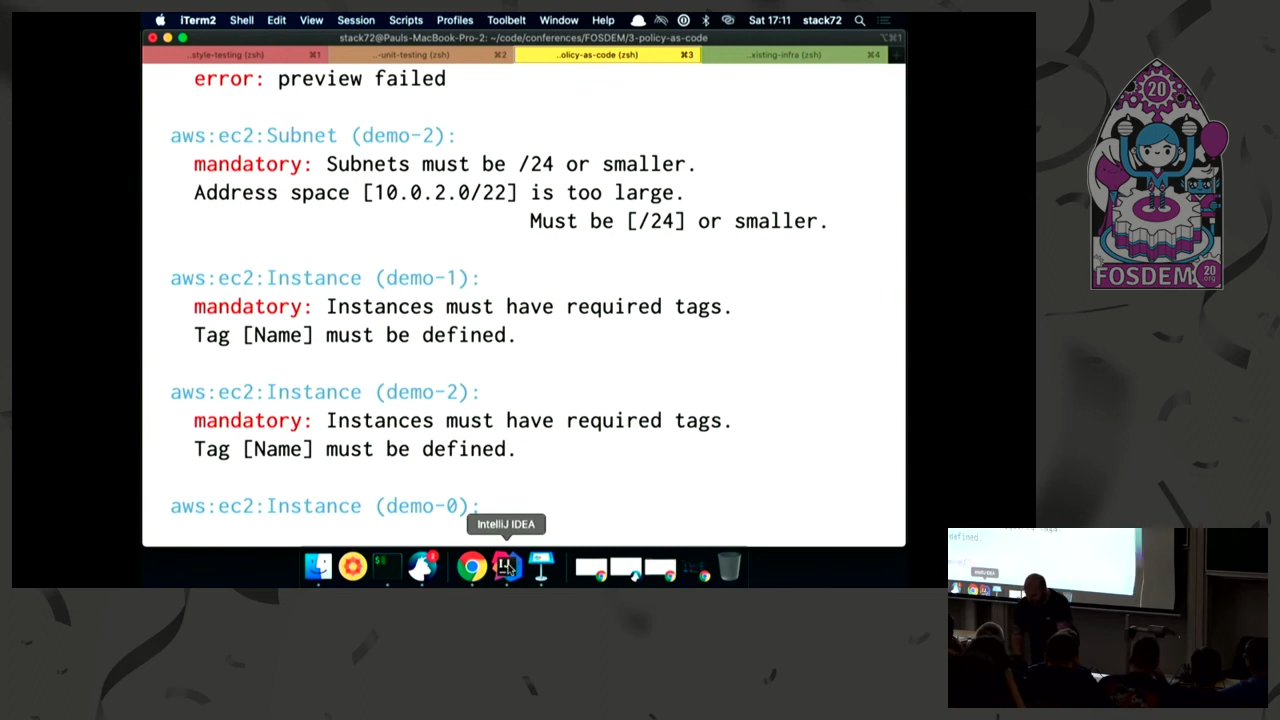 iTerm2 Shell Edit View Session Scripts Profiles Toolbelt Window Help Sat 17:11 stack72
stack72@Pauls-MacBook-Pro-2: ~/code/conferences/FOSDEM/3-policy-as-code ⌥⌘1
..style-testing (zsh) ⌘1 ..-unit-testing (zsh) ⌘2 ..olicy-as-code (zsh) ⌘3 ..xisting-infra (zsh) ⌘4
error: preview failed
aws:ec2:Subnet (demo-2):
mandatory: Subnets must be /24 or smaller.
Address space [10.0.2.0/22] is too large.
Must be [/24] or smaller.
aws:ec2:Instance (demo-1):
mandatory: Instances must have required tags.
Tag [Name] must be defined.
aws:ec2:Instance (demo-2):
mandatory: Instances must have required tags.
Tag [Name] must be defined.
aws:ec2:Instance (demo-0):
IntelliJ IDEA
20
FOSDEM 20
.org
defined.